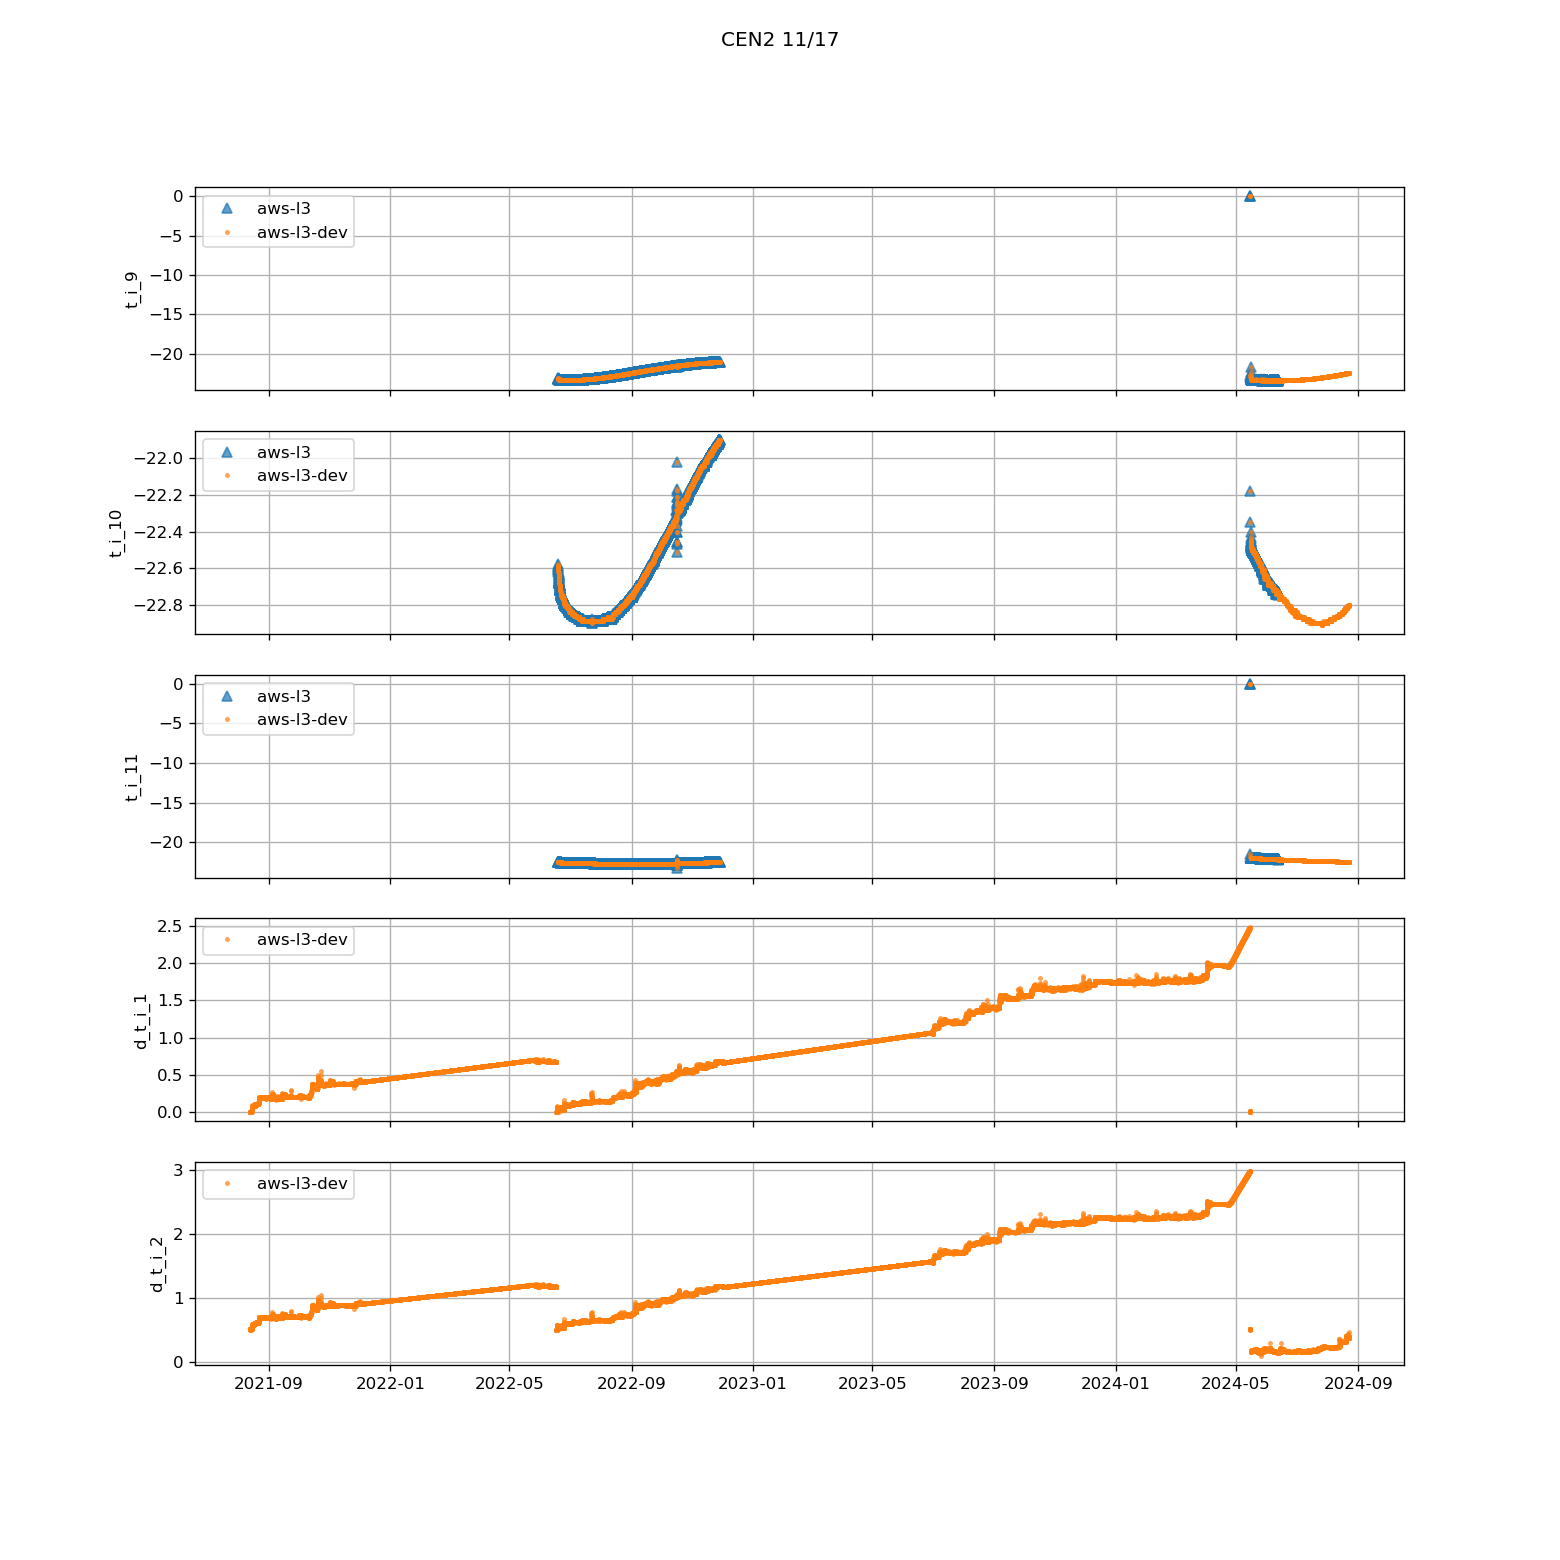 CEN2 11/17
0
−5
−10
−15
−20
t_i_9
aws-l3
aws-l3-dev
−22.0
−22.2
−22.4
−22.6
−22.8
t_i_10
aws-l3
aws-l3-dev
0
−5
−10
−15
−20
t_i_11
aws-l3
aws-l3-dev
2.5
2.0
1.5
1.0
0.5
0.0
d_t_i_1
aws-l3-dev
3
2
1
0
d_t_i_2
aws-l3-dev
2021-09 2022-01 2022-05 2022-09 2023-01 2023-05 2023-09 2024-01 2024-05 2024-09